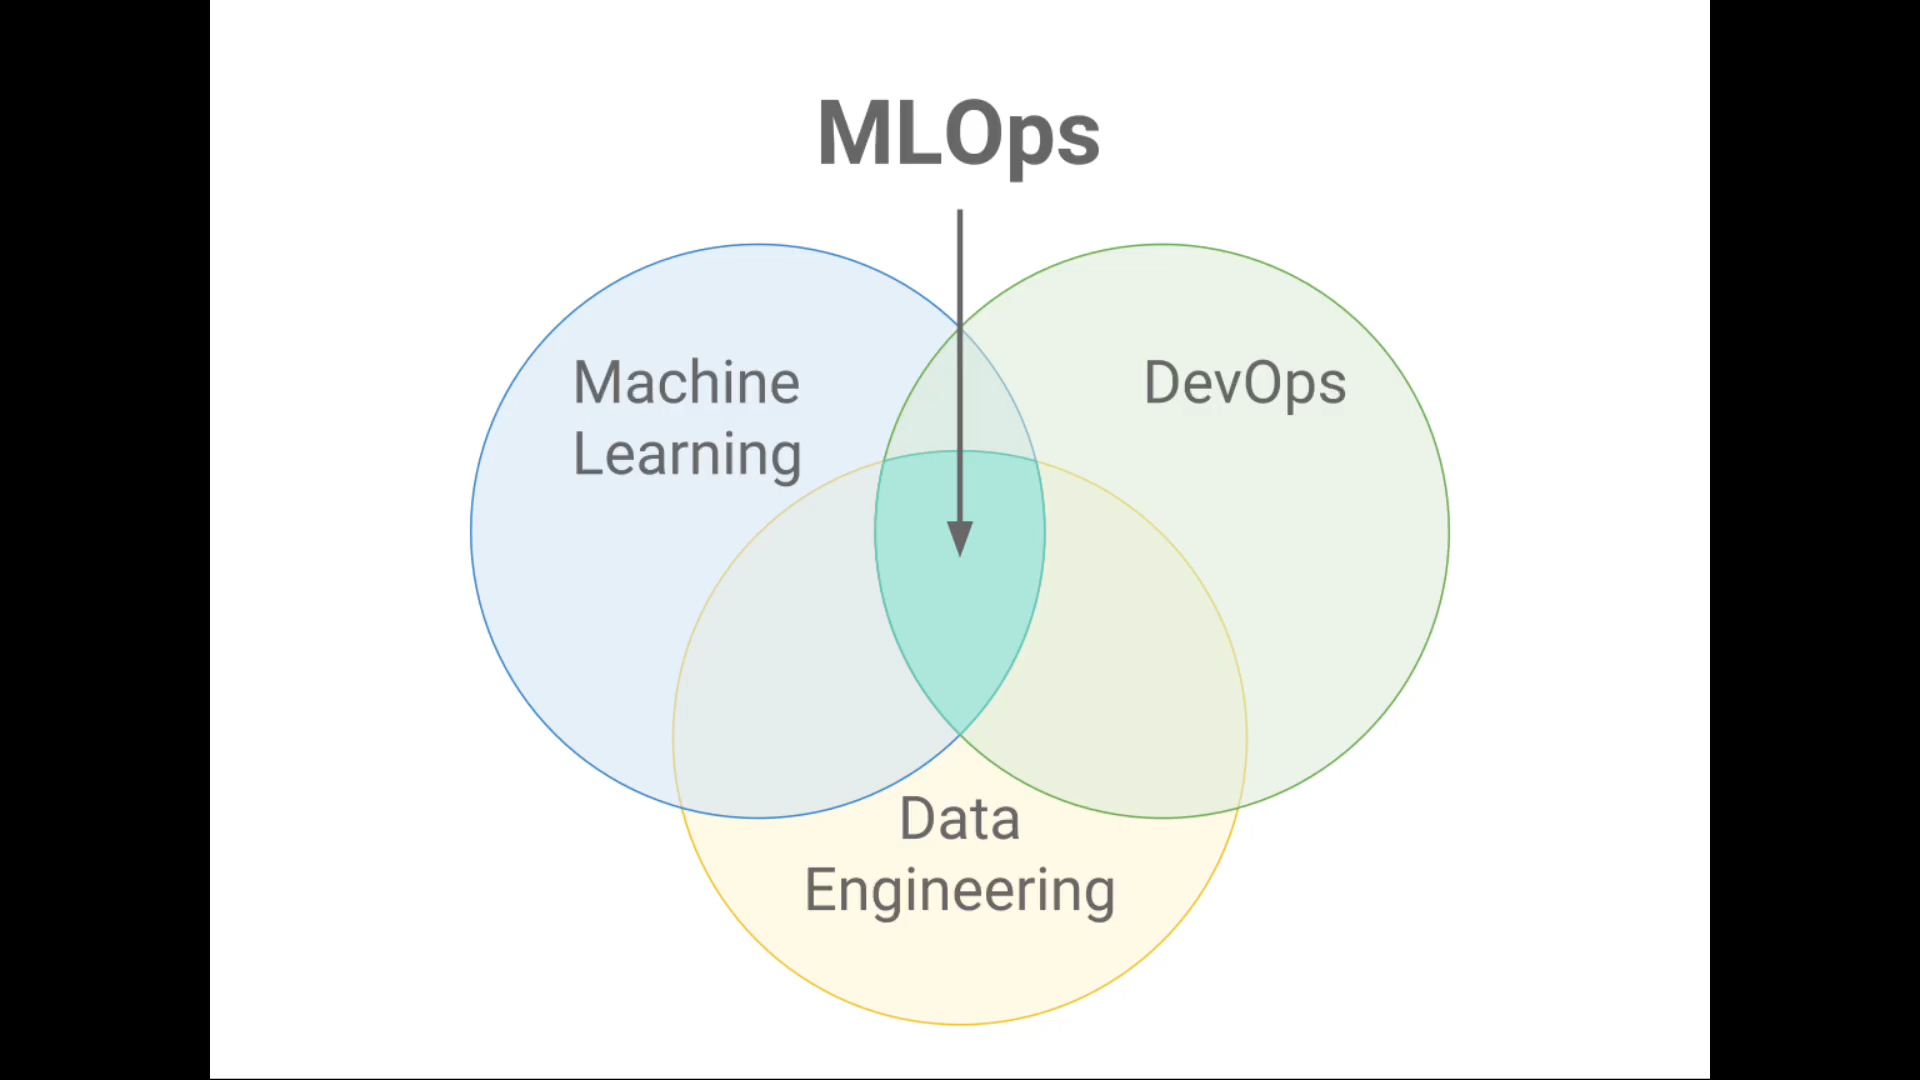 MLOps
Machine
Learning
DevOps
Data
Engineering